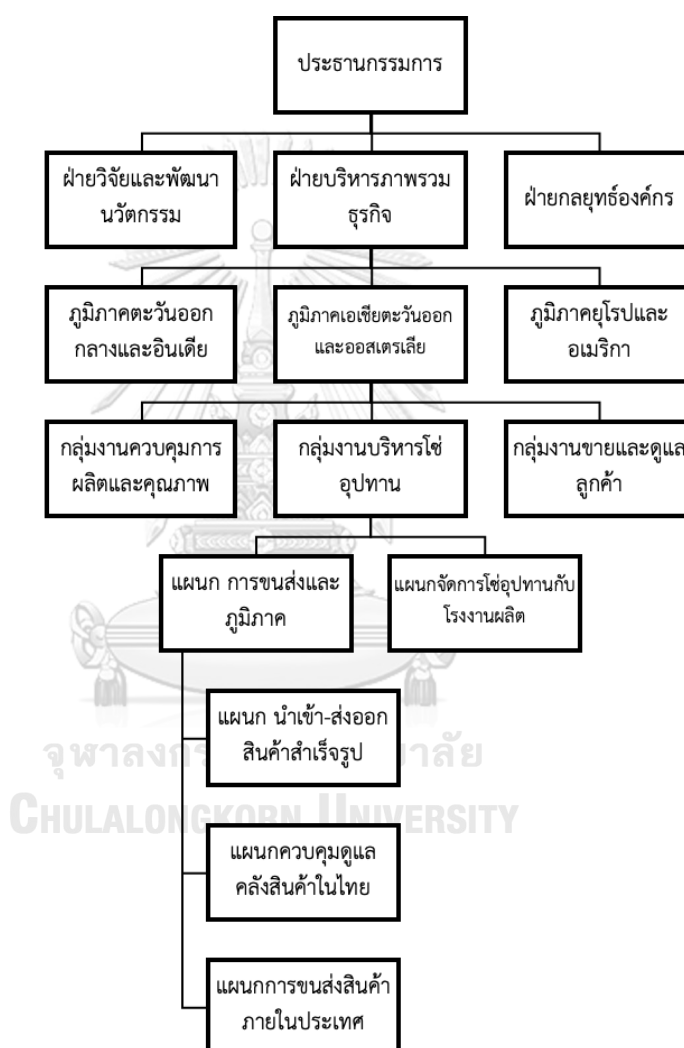 ประธานกรรมการ
ฝ่ายวิจัยและพัฒนา
นวัตกรรม
ฝ่ายบริหารภาพรวม
ธุรกิจ
ฝ่ายกลยุทธ์องค์กร
ภูมิภาคตะวันออก
กลางและอินเดีย
ภูมิภาคเอเชียตะวันออก
และออสเตรเลีย
ภูมิภาคยุโรปและ
อเมริกา
กลุ่มงานควบคุมการ
ผลิตและคุณภาพ
กลุ่มงานบริหารโซ่
อุปทาน
กลุ่มงานขายและดูแล
ลูกค้า
แผนก การขนส่งและ
ภูมิภาค
แผนกจัดการโซ่อุปทานกับ
โรงงานผลิต
แผนก นำเข้า-ส่งออก
สินค้าสำเร็จรูป
แผนกควบคุมดูแล
คลังสินค้าในไทย
แผนกการขนส่งสินค้า
ภายในประเทศ
CHULALONGKORN UNIVERSITY